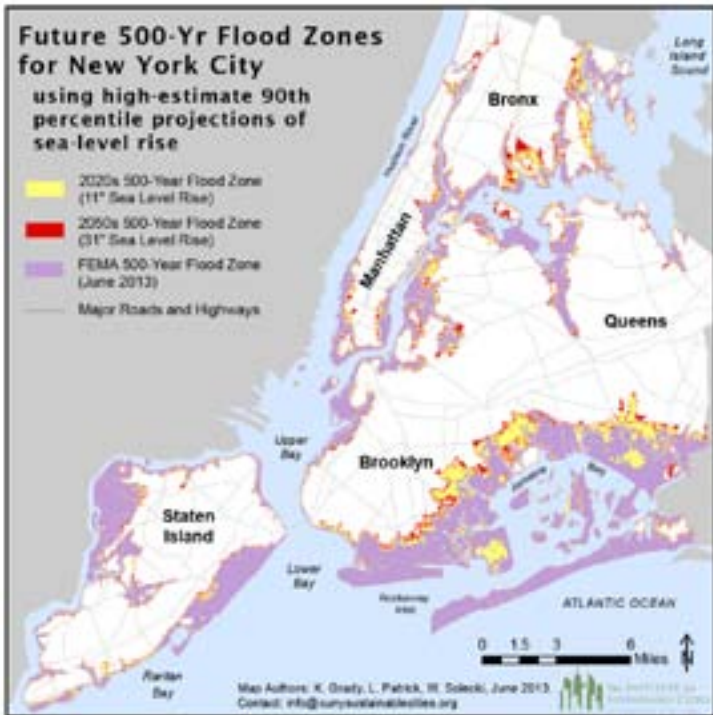 Future 500-Yr Flood Zones
for New York City
using high-estimate 90th
percentile projections of
sea-level rise
2020s 500-Year Flood Zone
(11" Sea Level Rise)
2050s 500-Year Flood Zone
(31" Sea Level Rise)
FEMA 500-Year Flood Zone
(June 2013)
Major Roads and Highways
Long
Island
Sound
Bronx
Hudson River
Manhattan
Queens
Upper
Bay
Brooklyn
Jamaica
Bay
Staten
Island
Lower
Bay
Rockaway
Inlet
ATLANTIC OCEAN
Raritan
Bay
0 1.5 3 6
Miles
N
Map Authors: K. Grady, L. Patrick, W. Solecki, June 2013.
Contact: info@cunysustainablecities.org